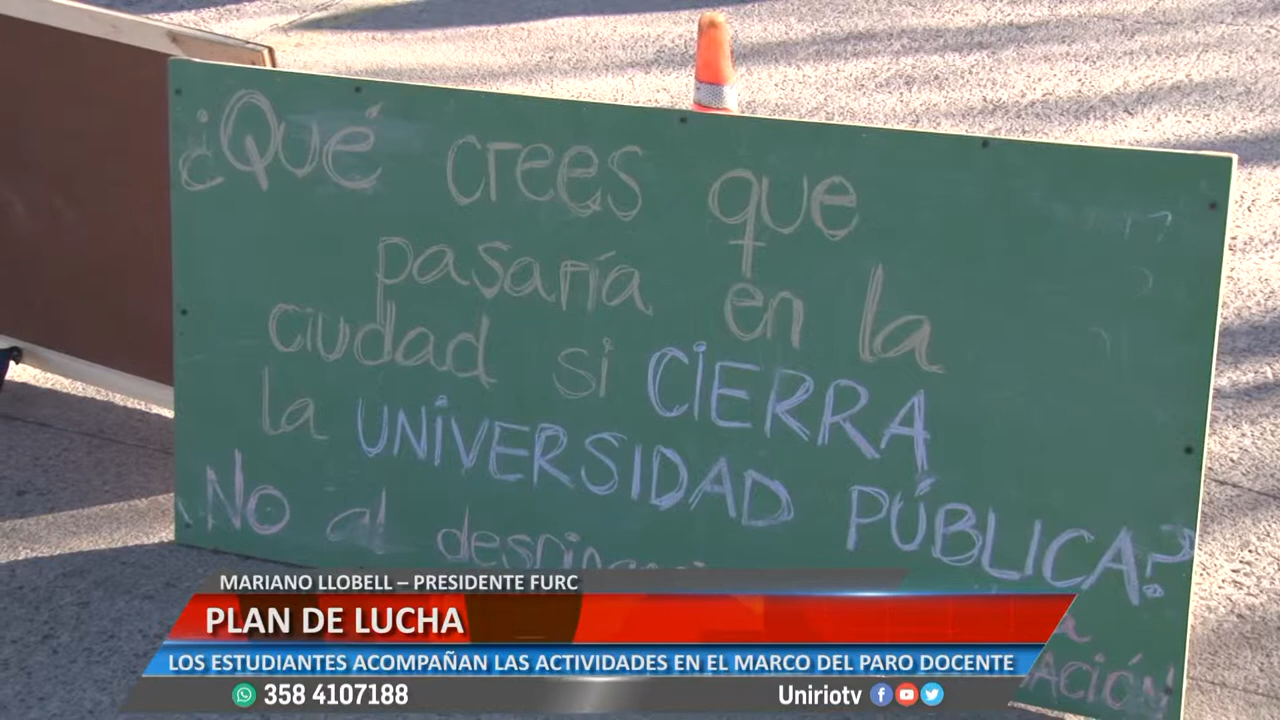 ¿Qué crees que
pasaría en la
ciudad si CIERRA
la UNIVERSIDAD PÚBLICA?
No al
MARIANO LLOBELL – PRESIDENTE FURC
PLAN DE LUCHA
LOS ESTUDIANTES ACOMPAÑAN LAS ACTIVIDADES EN EL MARCO DEL PARO DOCENTE
358 4107188
Uniriotv